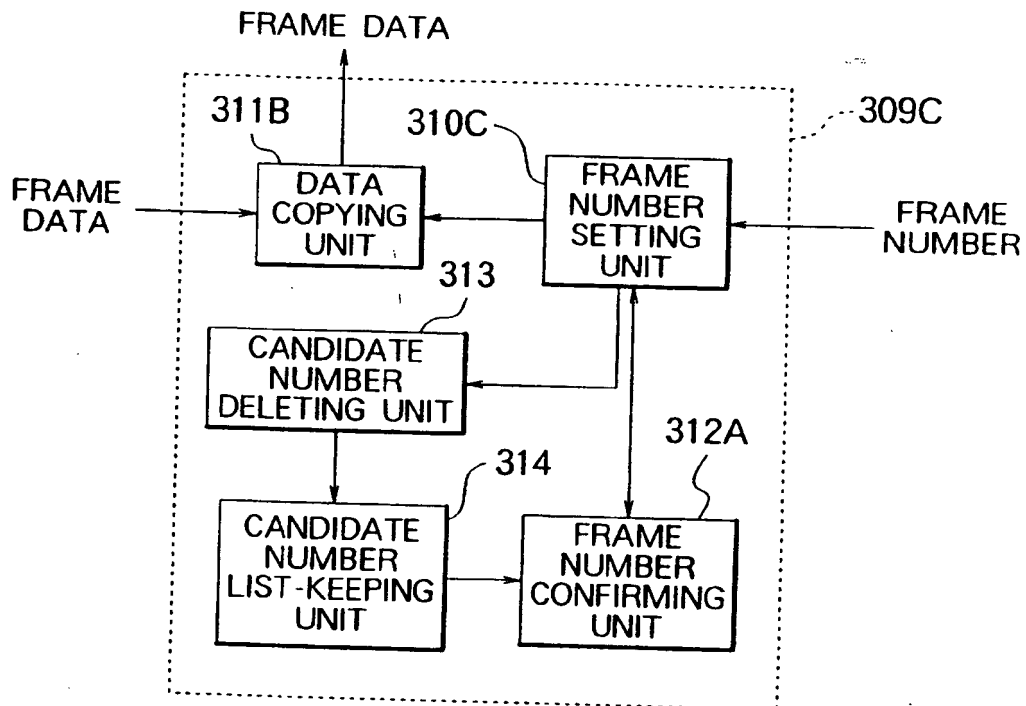 FRAME DATA
311B
310C
309C
FRAME
DATA
DATA
COPYING
UNIT
FRAME
NUMBER
SETTING
UNIT
FRAME
NUMBER
313
CANDIDATE
NUMBER
DELETING UNIT
312A
314
CANDIDATE
NUMBER
LIST-KEEPING
UNIT
FRAME
NUMBER
CONFIRMING
UNIT